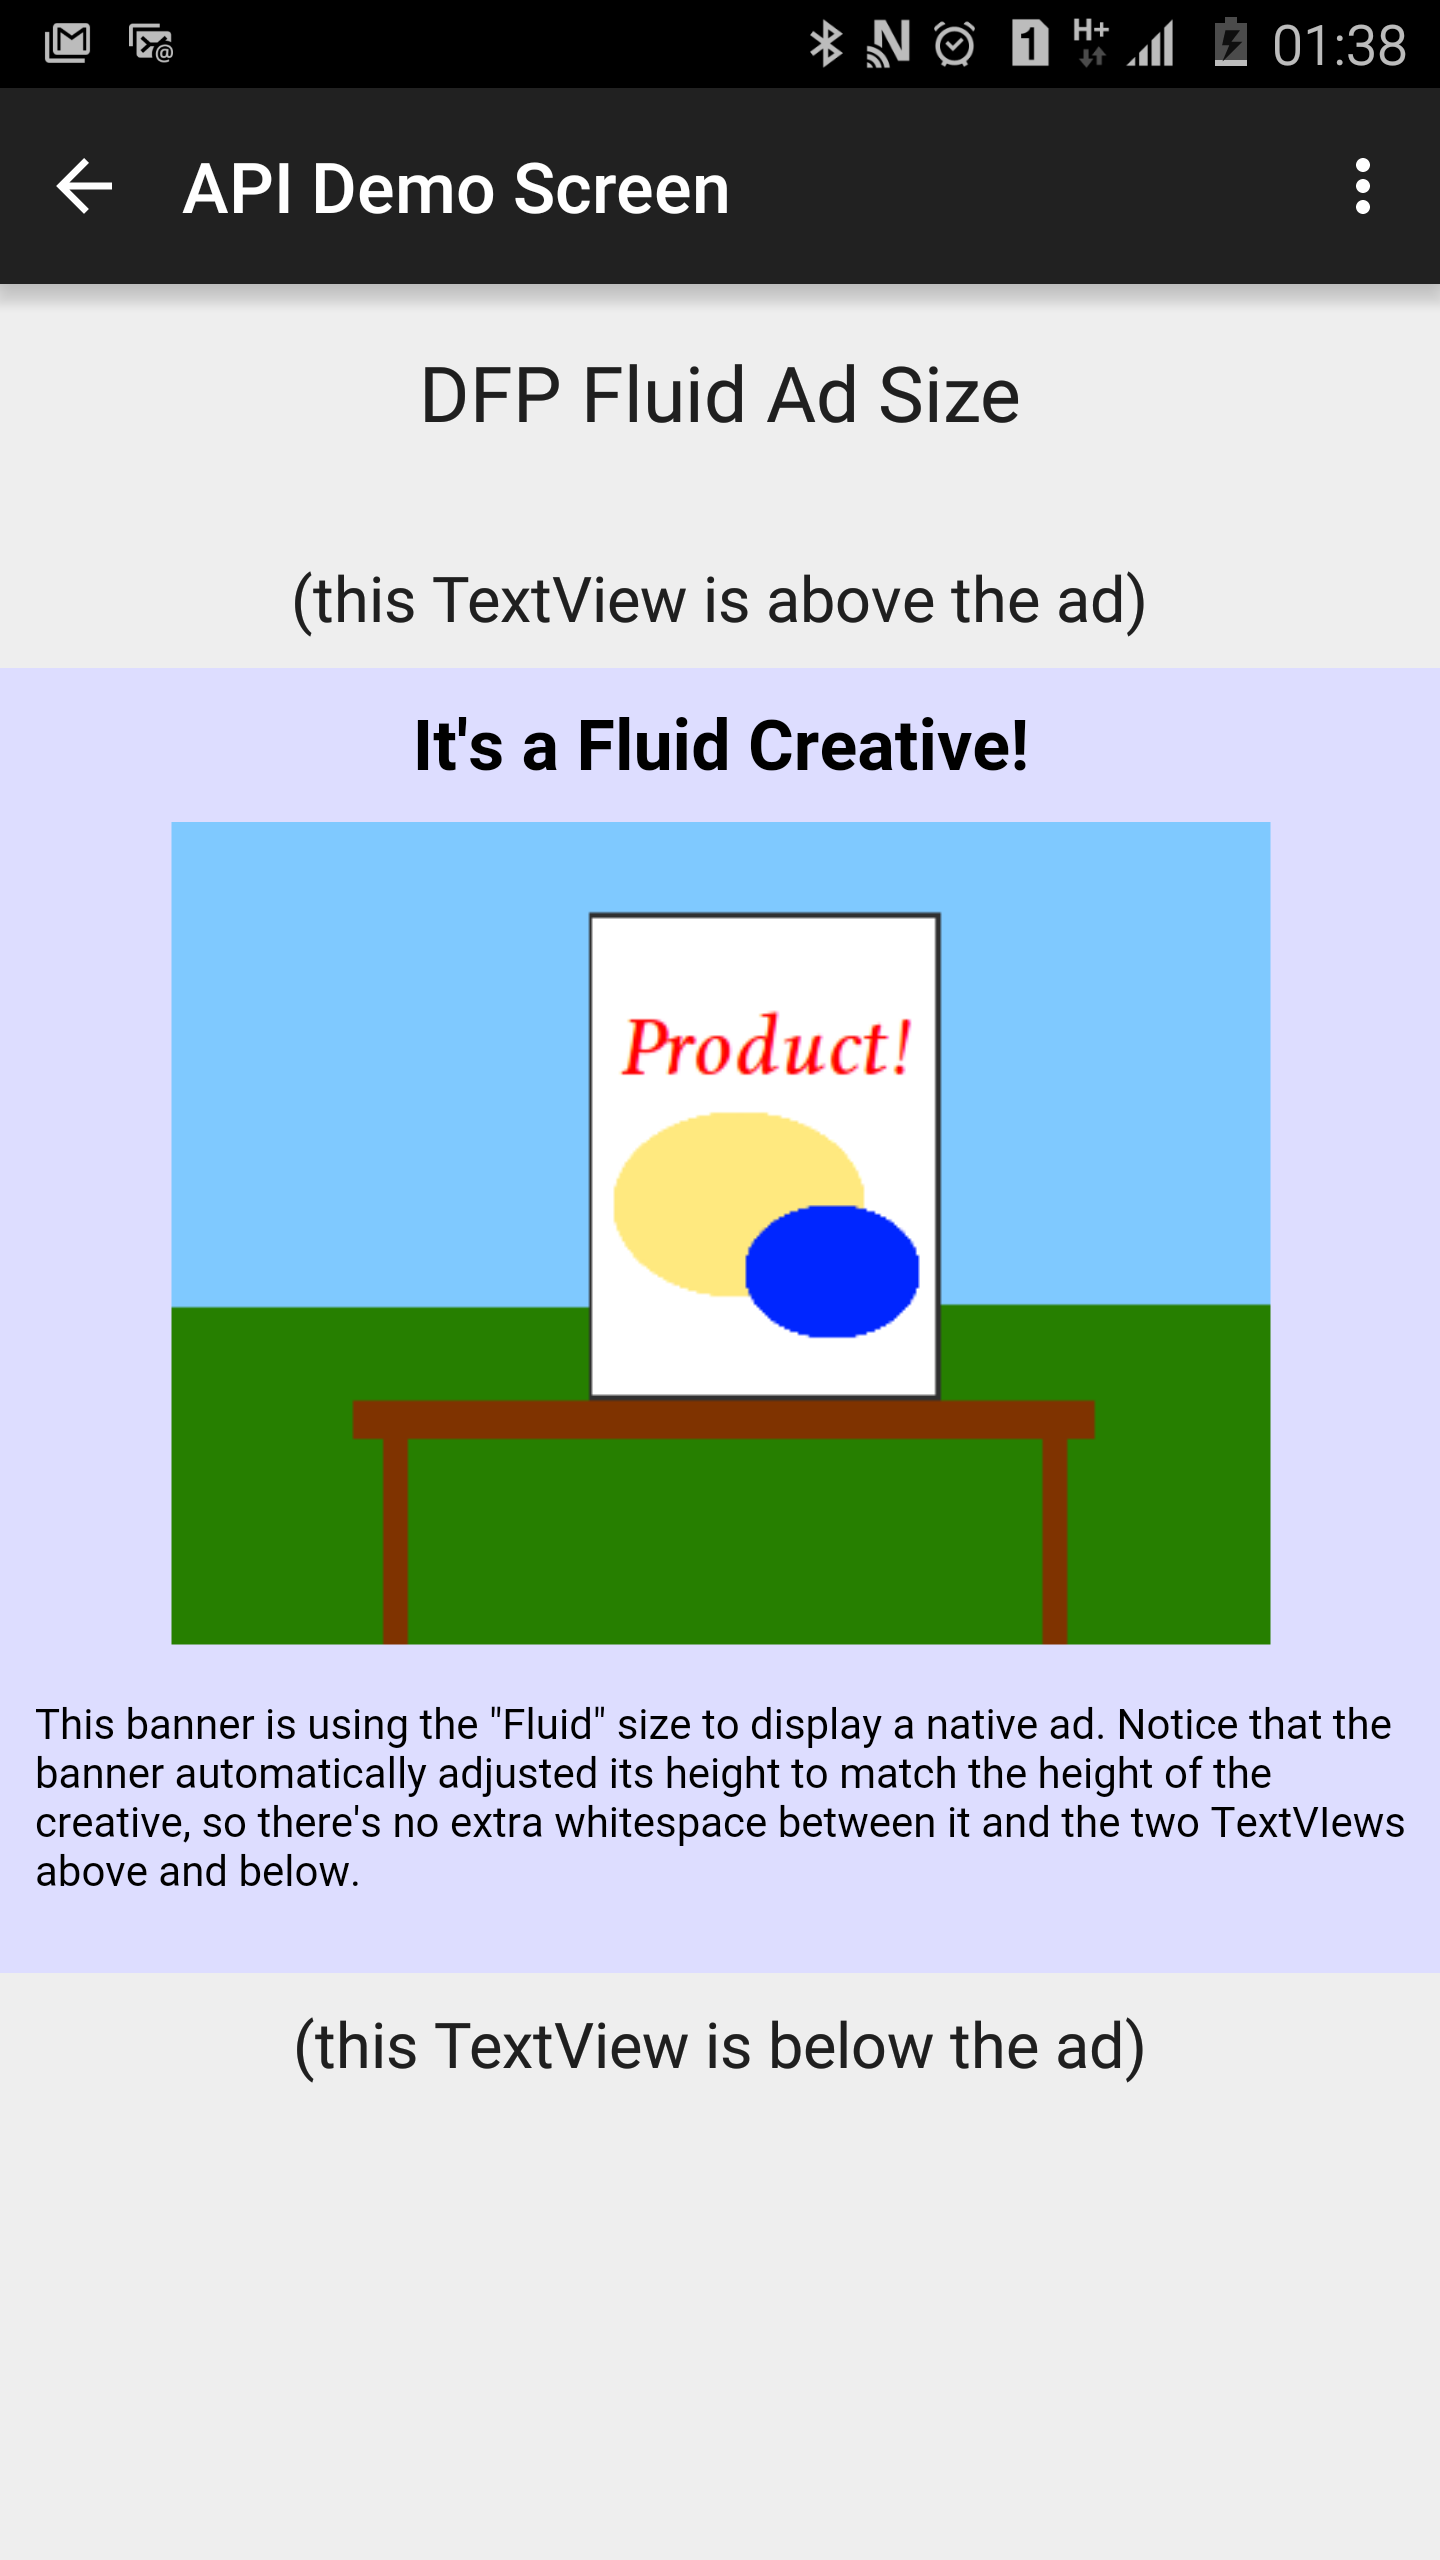 1 H+ 01:38
API Demo Screen
DFP Fluid Ad Size
(this TextView is above the ad)
It's a Fluid Creative!
Product!
This banner is using the "Fluid" size to display a native ad. Notice that the
banner automatically adjusted its height to match the height of the
creative, so there's no extra whitespace between it and the two TextVIews
above and below.
(this TextView is below the ad)